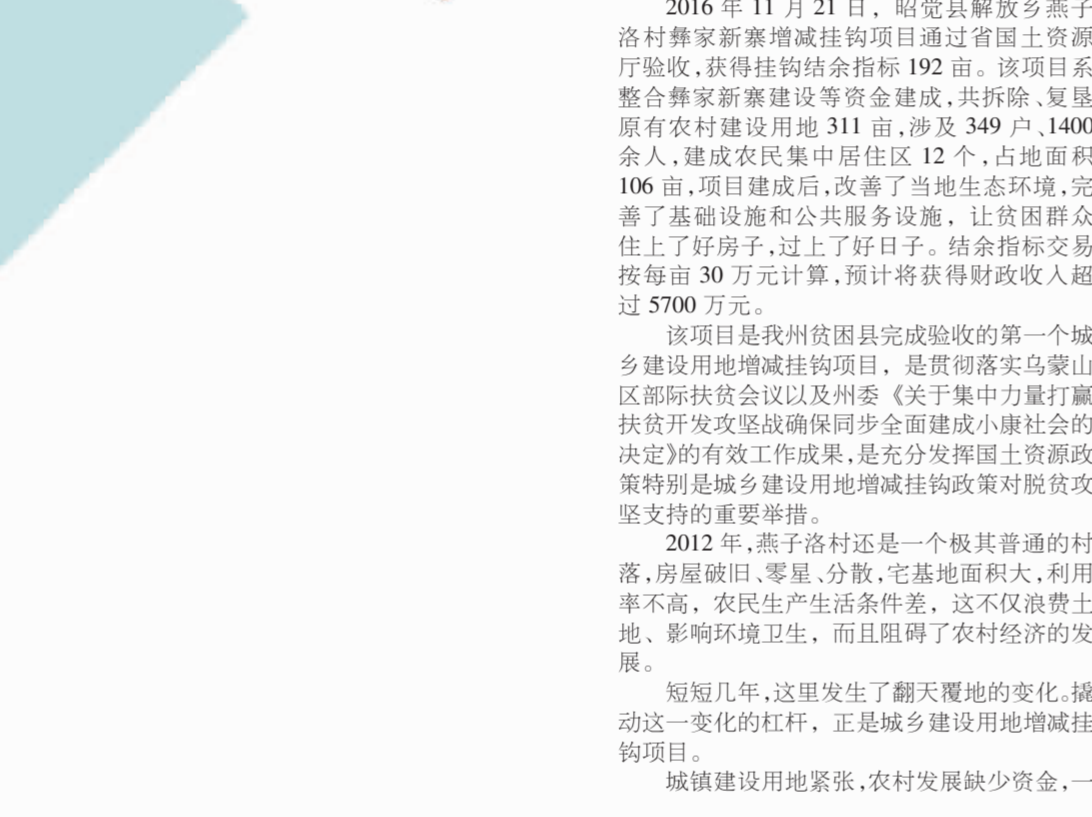 2016 年 11 月 21 日，昭觉县解放乡燕子
洛村彝家新寨增减挂钩项目通过省国土资源
厅验收,获得挂钩结余指标 192 亩。该项目系
整合彝家新寨建设等资金建成,共拆除、复垦
原有农村建设用地 311 亩,涉及 349 户、1400
余人,建成农民集中居住区 12 个,占地面积
106 亩,项目建成后,改善了当地生态环境,完
善了基础设施和公共服务设施，让贫困群众
住上了好房子,过上了好日子。结余指标交易
按每亩 30 万元计算,预计将获得财政收入超
过 5700 万元。
该项目是我州贫困县完成验收的第一个城
乡建设用地增减挂钩项目，是贯彻落实乌蒙山
区部际扶贫会议以及州委《关于集中力量打赢
扶贫开发攻坚战确保同步全面建成小康社会的
决定》的有效工作成果,是充分发挥国土资源政
策特别是城乡建设用地增减挂钩政策对脱贫攻
坚支持的重要举措。
2012 年,燕子洛村还是一个极其普通的村
落,房屋破旧、零星、分散,宅基地面积大,利用
率不高，农民生产生活条件差，这不仅浪费土
地、影响环境卫生，而且阻碍了农村经济的发
展。
短短几年,这里发生了翻天覆地的变化。撬
动这一变化的杠杆，正是城乡建设用地增减挂
钩项目。
城镇建设用地紧张,农村发展缺少资金,一